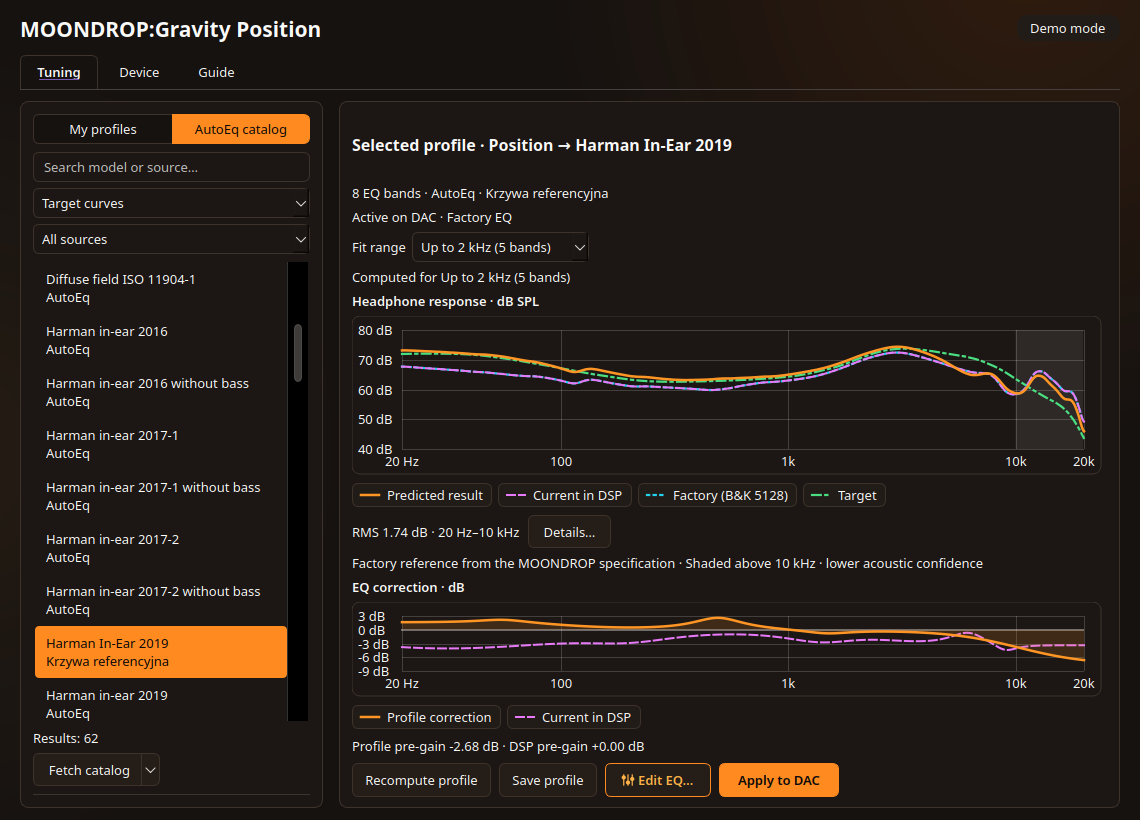 MOONDROP:Gravity Position
Demo mode
Tuning
Device
Guide
My profiles
AutoEq catalog
Search model or source...
Target curves
All sources
Diffuse field ISO 11904-1
AutoEq
Harman in-ear 2016
AutoEq
Harman in-ear 2016 without bass
AutoEq
Harman in-ear 2017-1
AutoEq
Harman in-ear 2017-1 without bass
AutoEq
Harman in-ear 2017-2
AutoEq
Harman in-ear 2017-2 without bass
AutoEq
Harman In-Ear 2019
Krzywa referencyjna
Harman in-ear 2019
AutoEq
Results: 62
Fetch catalog
Selected profile · Position → Harman In-Ear 2019
8 EQ bands · AutoEq · Krzywa referencyjna
Active on DAC · Factory EQ
Fit range
Up to 2 kHz (5 bands)
Computed for Up to 2 kHz (5 bands)
Headphone response · dB SPL
80 dB
70 dB
60 dB
50 dB
40 dB
20 Hz
100
1k
10k
20k
Predicted result
Current in DSP
Factory (B&K 5128)
Target
RMS 1.74 dB · 20 Hz–10 kHz
Details...
Factory reference from the MOONDROP specification · Shaded above 10 kHz · lower acoustic confidence
EQ correction · dB
3 dB
0 dB
-3 dB
-6 dB
-9 dB
20 Hz
100
1k
10k
20k
Profile correction
Current in DSP
Profile pre-gain -2.68 dB · DSP pre-gain +0.00 dB
Recompute profile
Save profile
Edit EQ...
Apply to DAC